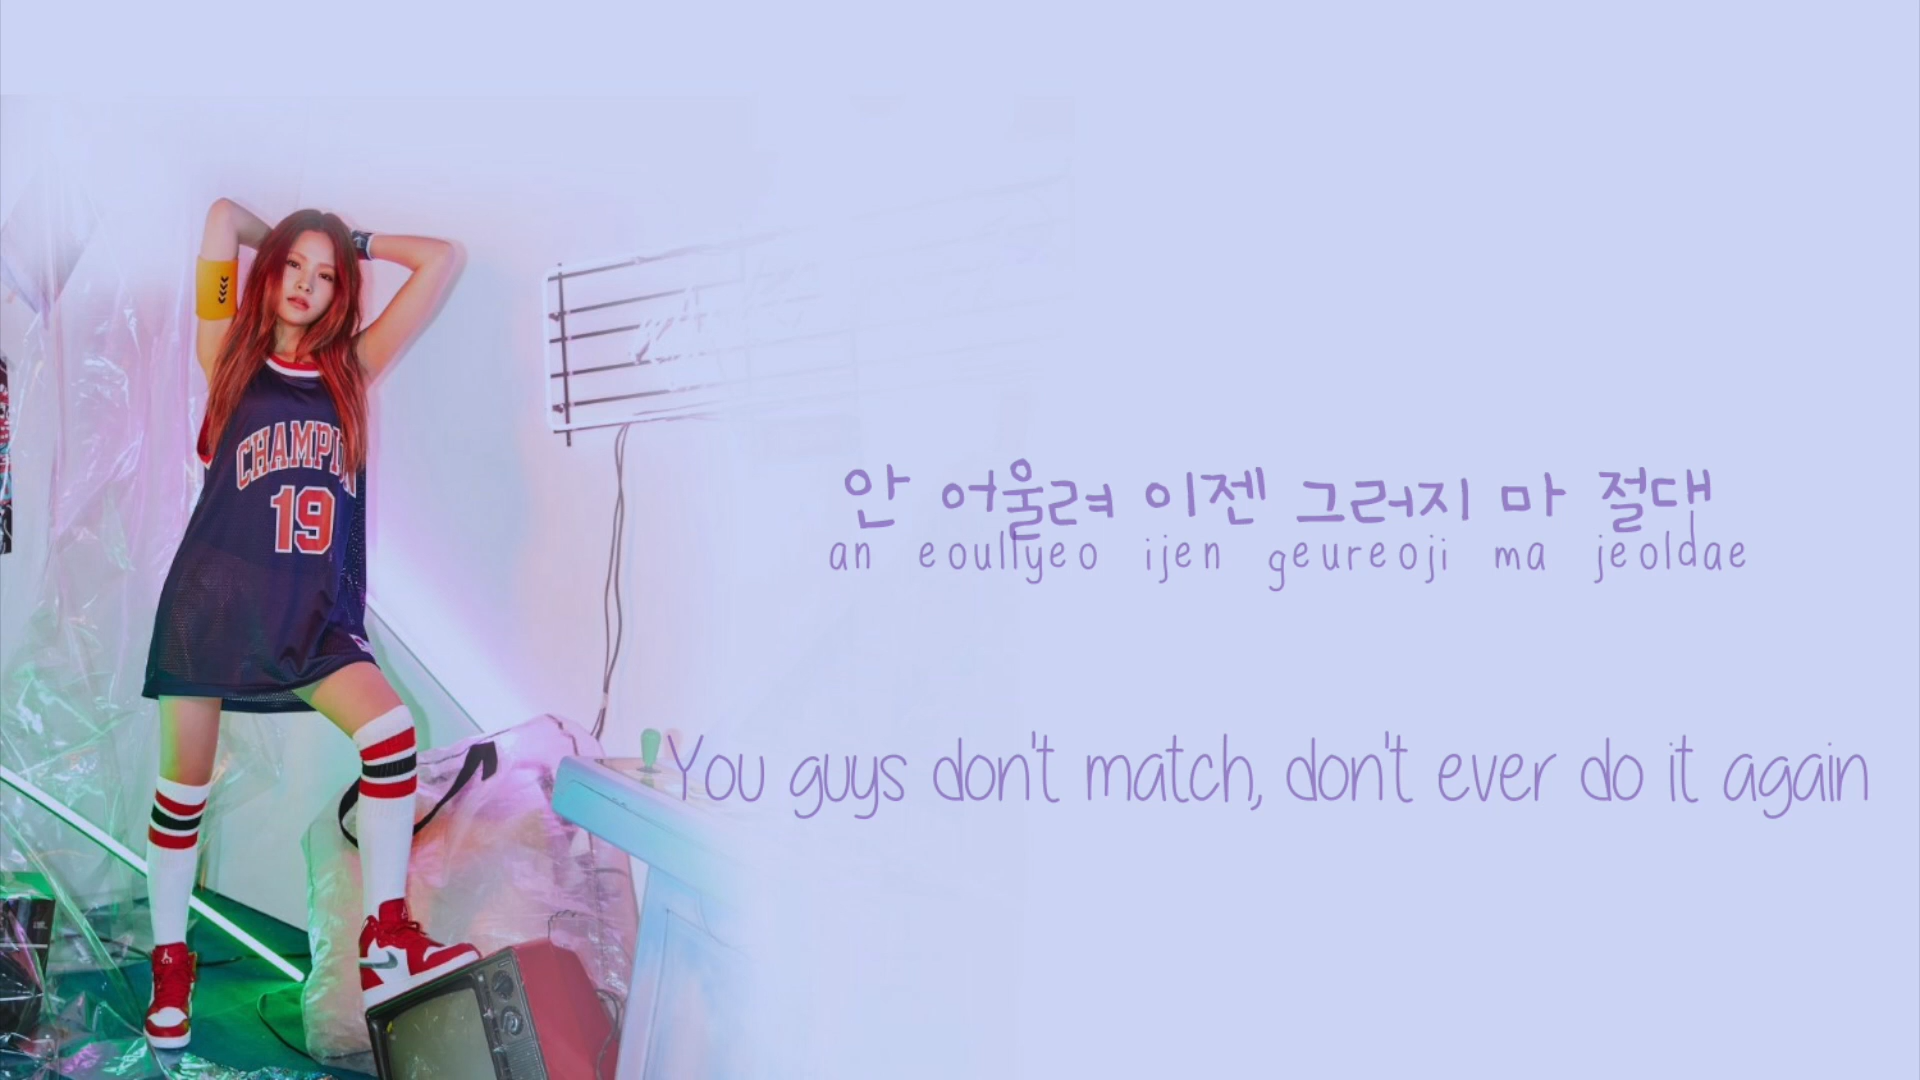 CHAMPION
19
안 어울려 이젠 그러지 마 절대
an eoullyeo ijen geureoji ma jeoldae
You guys don't match, don't ever do it again